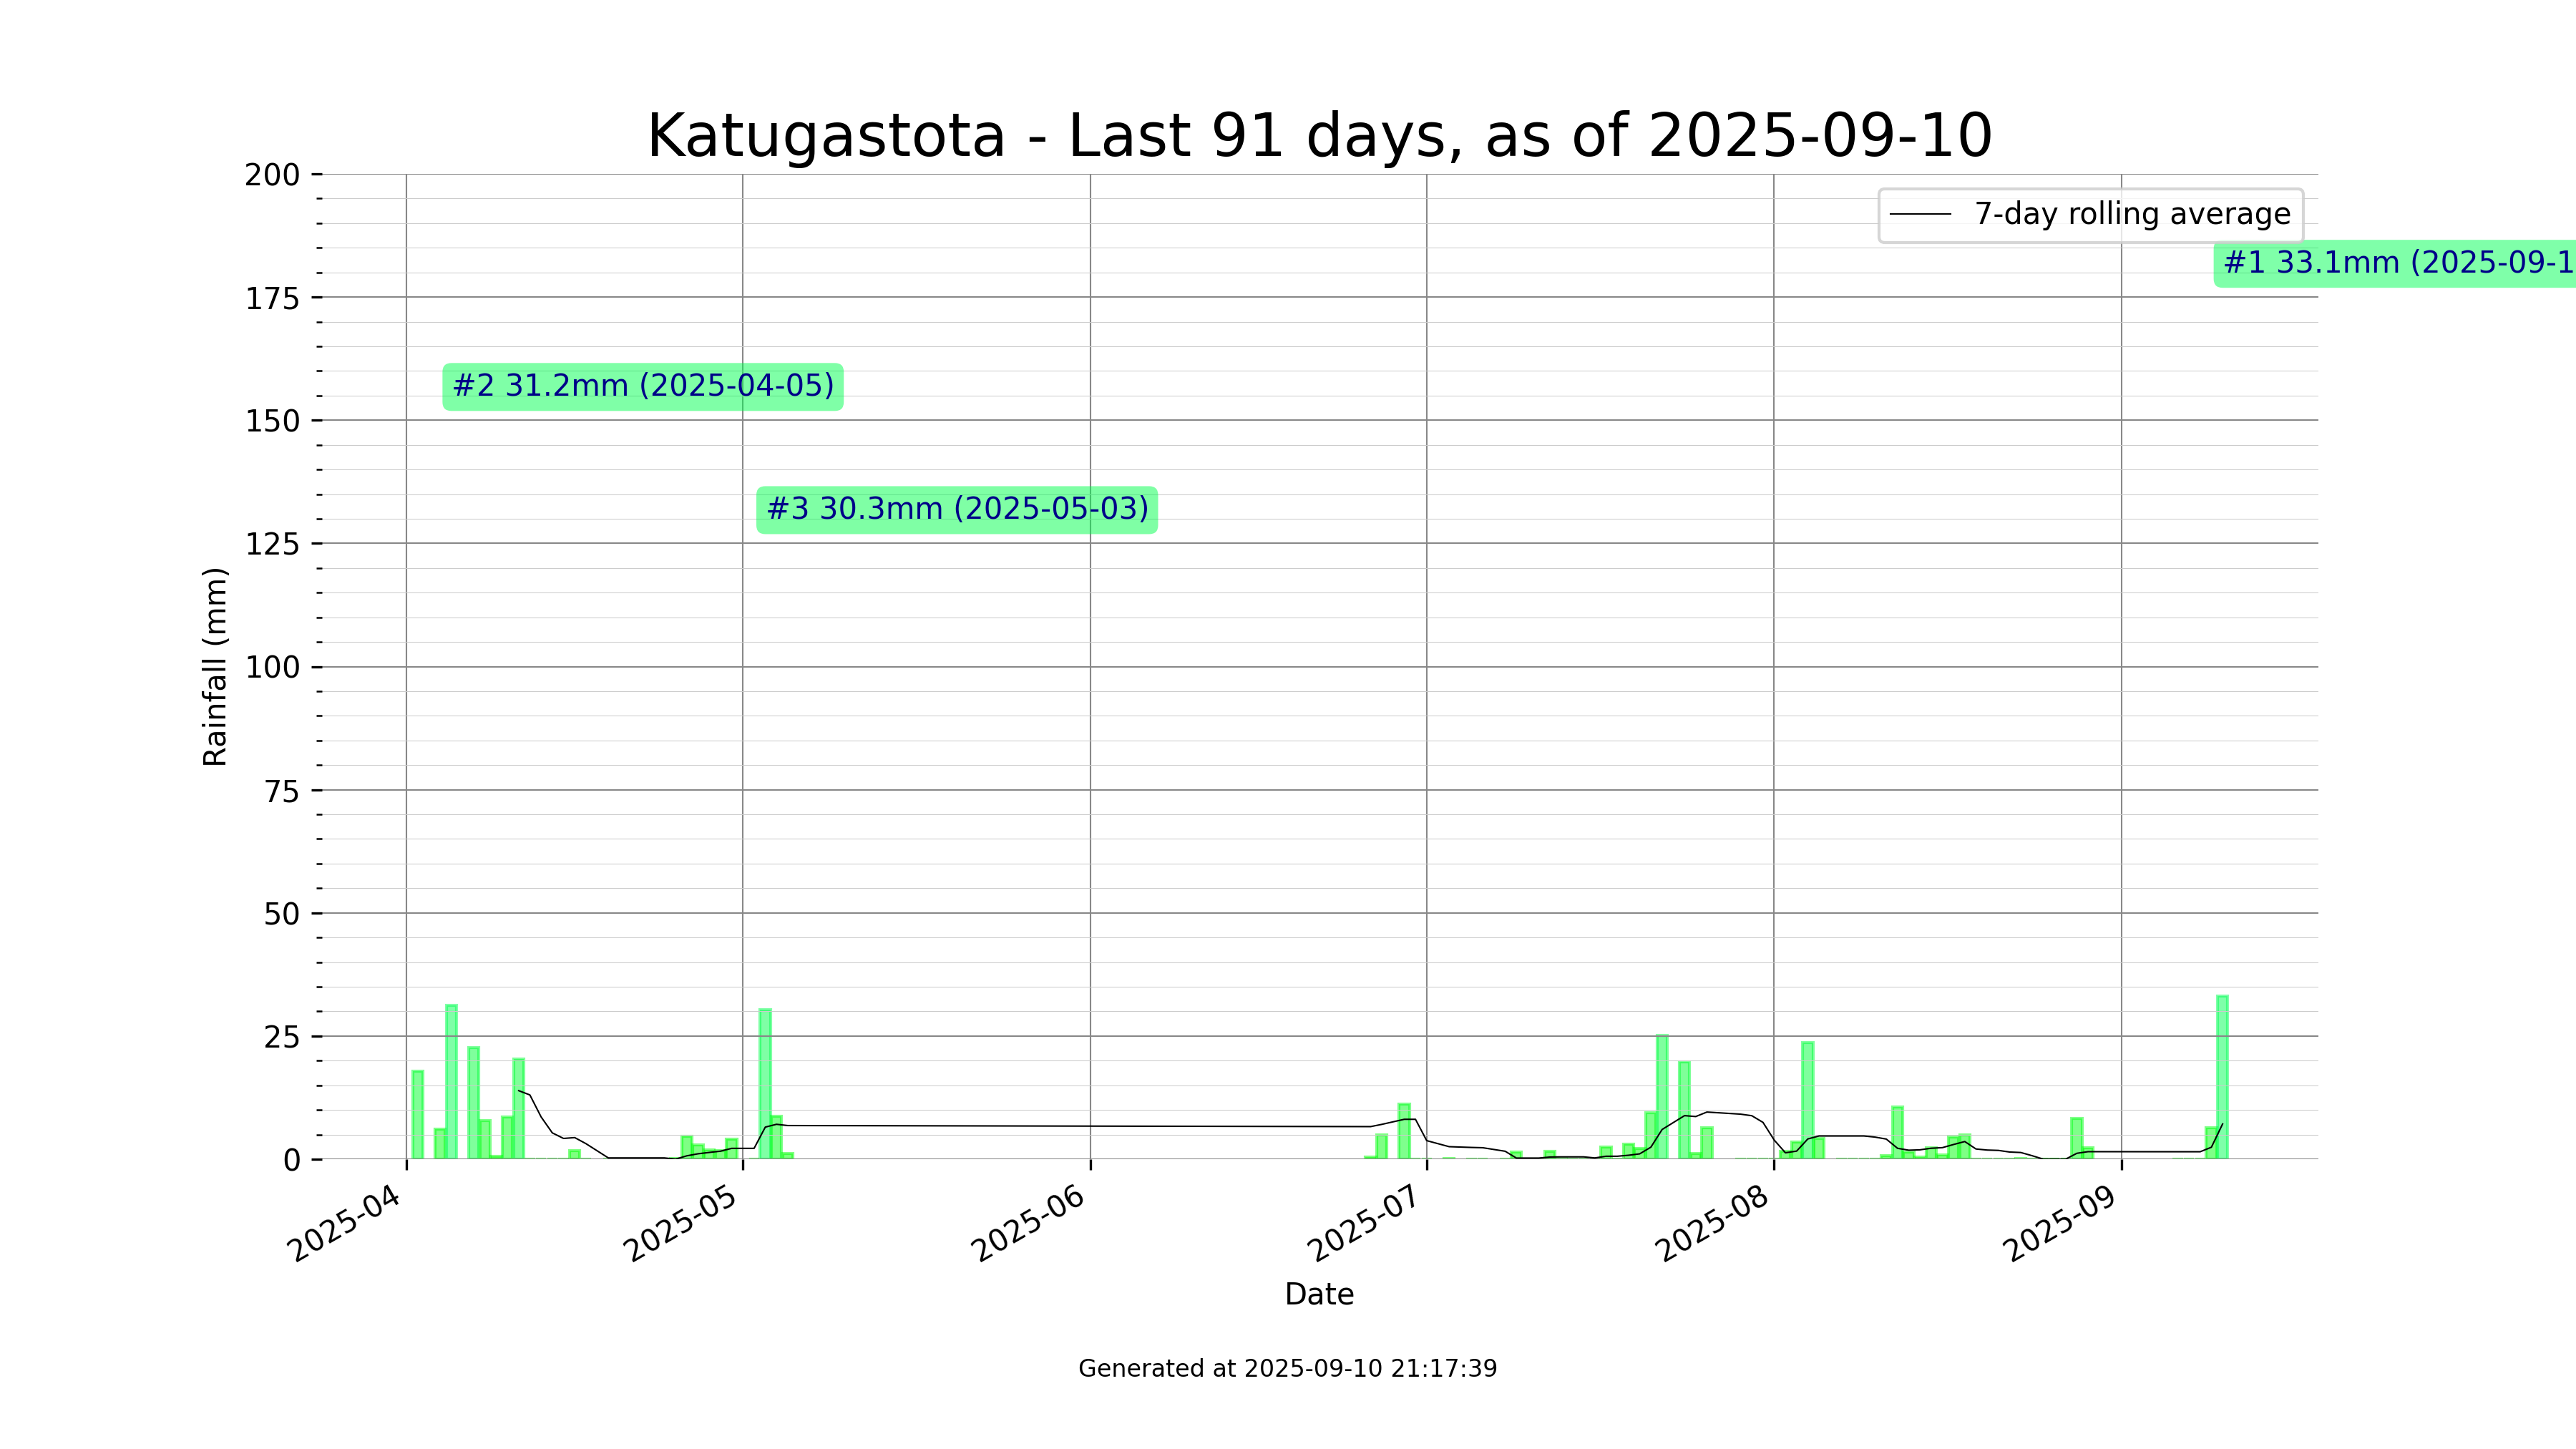 Katugastota - Last 91 days, as of 2025-09-10
200
175
150
125
100
75
50
25
0
Rainfall (mm)
7-day rolling average
#1 33.1mm (2025-09-1
#2 31.2mm (2025-04-05)
#3 30.3mm (2025-05-03)
2025-04
2025-05
2025-06
2025-07
2025-08
2025-09
Date
Generated at 2025-09-10 21:17:39